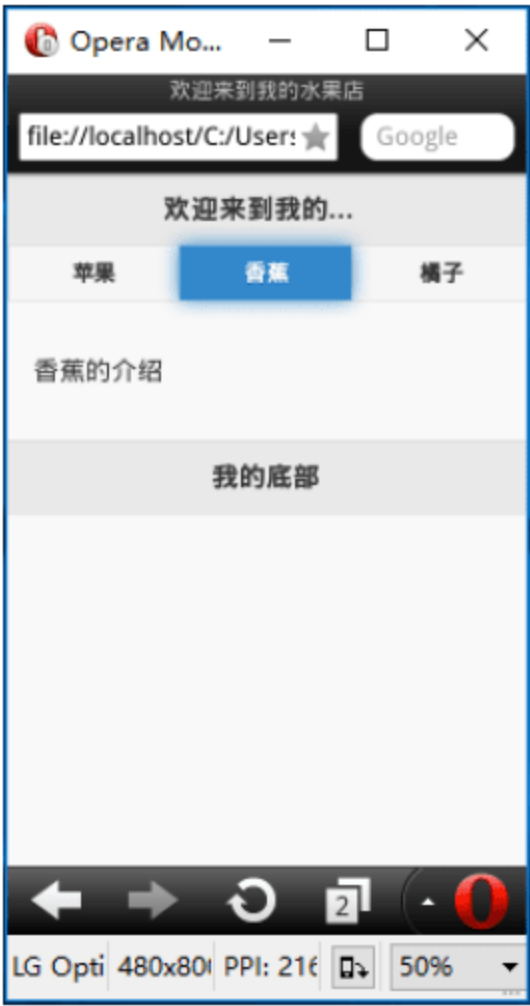 Opera Mo...
欢迎来到我的水果店
file://localhost/C:/Users
Google
欢迎来到我的...
苹果 香蕉 橘子
香蕉的介绍
我的底部
2
LG Opti 480x800 PPI: 216 50%